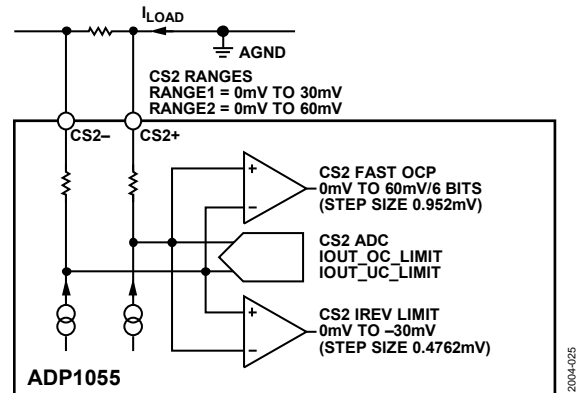 ILOAD
AGND
CS2 RANGES
RANGE1 = 0mV TO 30mV
RANGE2 = 0mV TO 60mV
CS2– CS2+
+
–
CS2 FAST OCP
0mV TO 60mV/6 BITS
(STEP SIZE 0.952mV)
CS2 ADC
IOUT_OC_LIMIT
IOUT_UC_LIMIT
+
–
CS2 IREV LIMIT
0mV TO –30mV
(STEP SIZE 0.4762mV)
ADP1055
2004-025